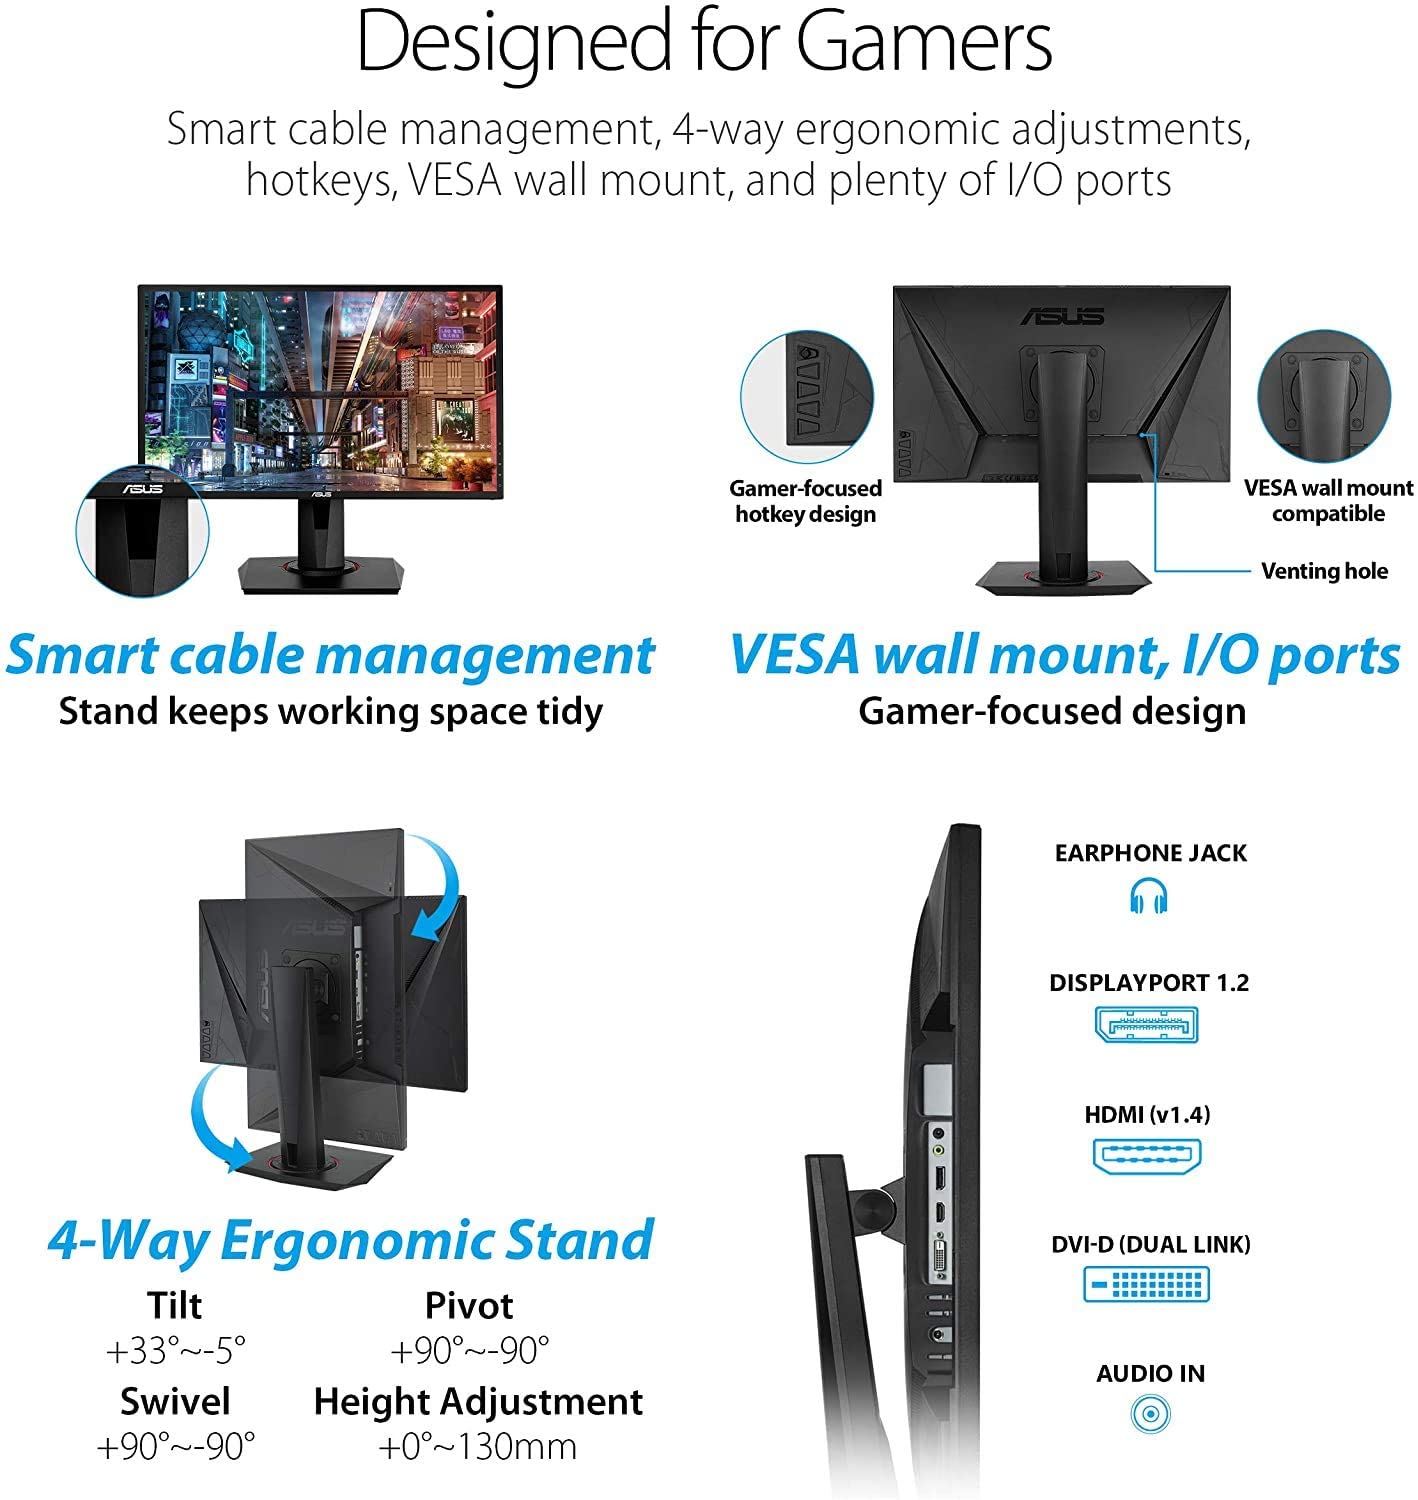 Designed for Gamers
Smart cable management, 4-way ergonomic adjustments,
hotkeys, VESA wall mount, and plenty of I/O ports
ASUS
ASUS
Smart cable management
Stand keeps working space tidy
ASUS
Gamer-focused
hotkey design
VESA wall mount
compatible
Venting hole
VESA wall mount, I/O ports
Gamer-focused design
ASUS
ASUS
4-Way Ergonomic Stand
Tilt
+33°~-5°
Pivot
+90°~-90°
Swivel
+90°~-90°
Height Adjustment
+0°~130mm
EARPHONE JACK
DISPLAYPORT 1.2
HDMI (v1.4)
DVI-D (DUAL LINK)
AUDIO IN